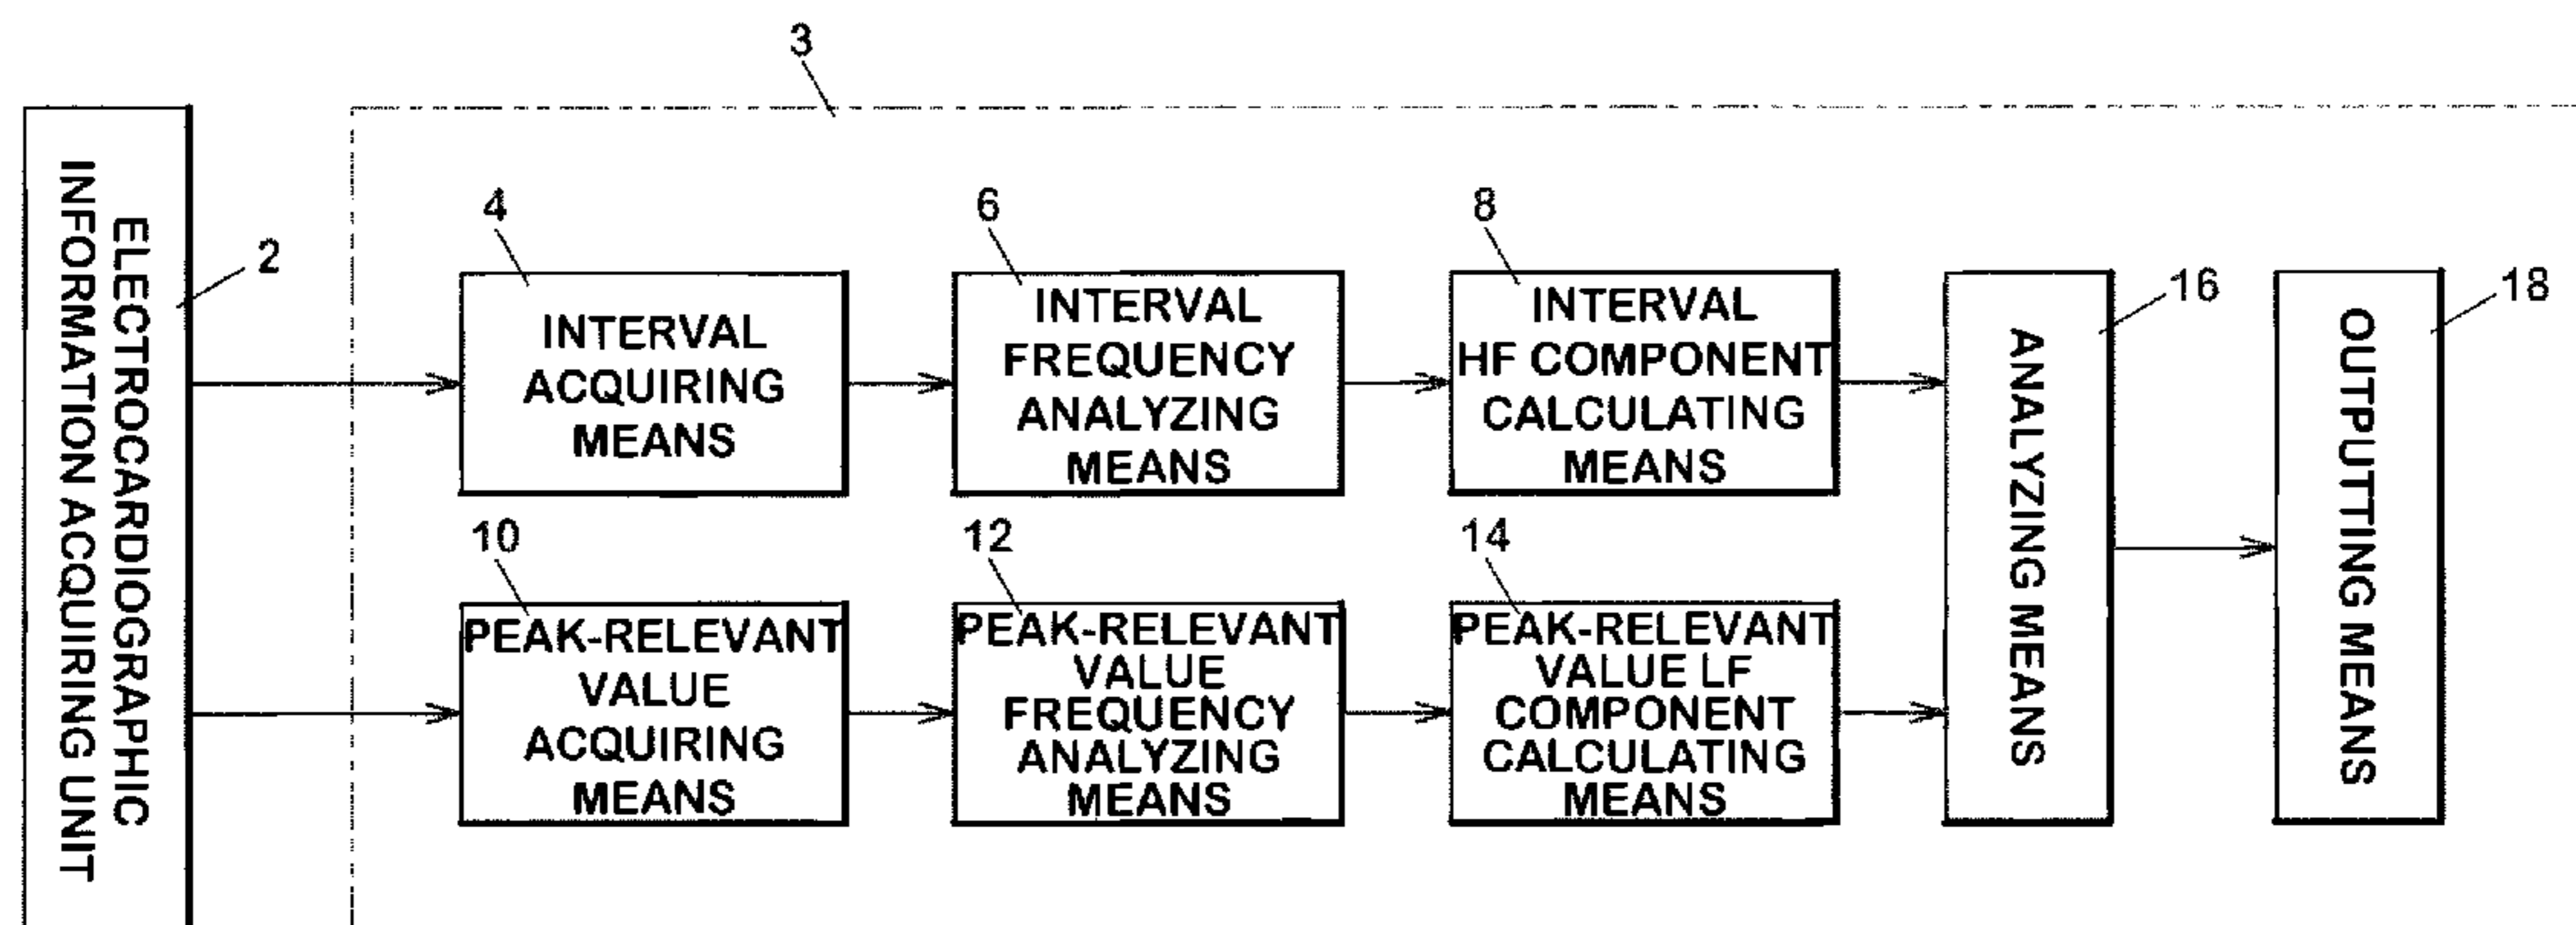 3
2
ELECTROCARDIOGRAPHIC
INFORMATION ACQUIRING UNIT
4
INTERVAL
ACQUIRING
MEANS
6
INTERVAL
FREQUENCY
ANALYZING
MEANS
8
INTERVAL
HF COMPONENT
CALCULATING
MEANS
10
PEAK-RELEVANT
VALUE
ACQUIRING
MEANS
12
PEAK-RELEVANT
VALUE
FREQUENCY
ANALYZING
MEANS
14
PEAK-RELEVANT
VALUE LF
COMPONENT
CALCULATING
MEANS
16
ANALYZING MEANS
18
OUTPUTTING MEANS